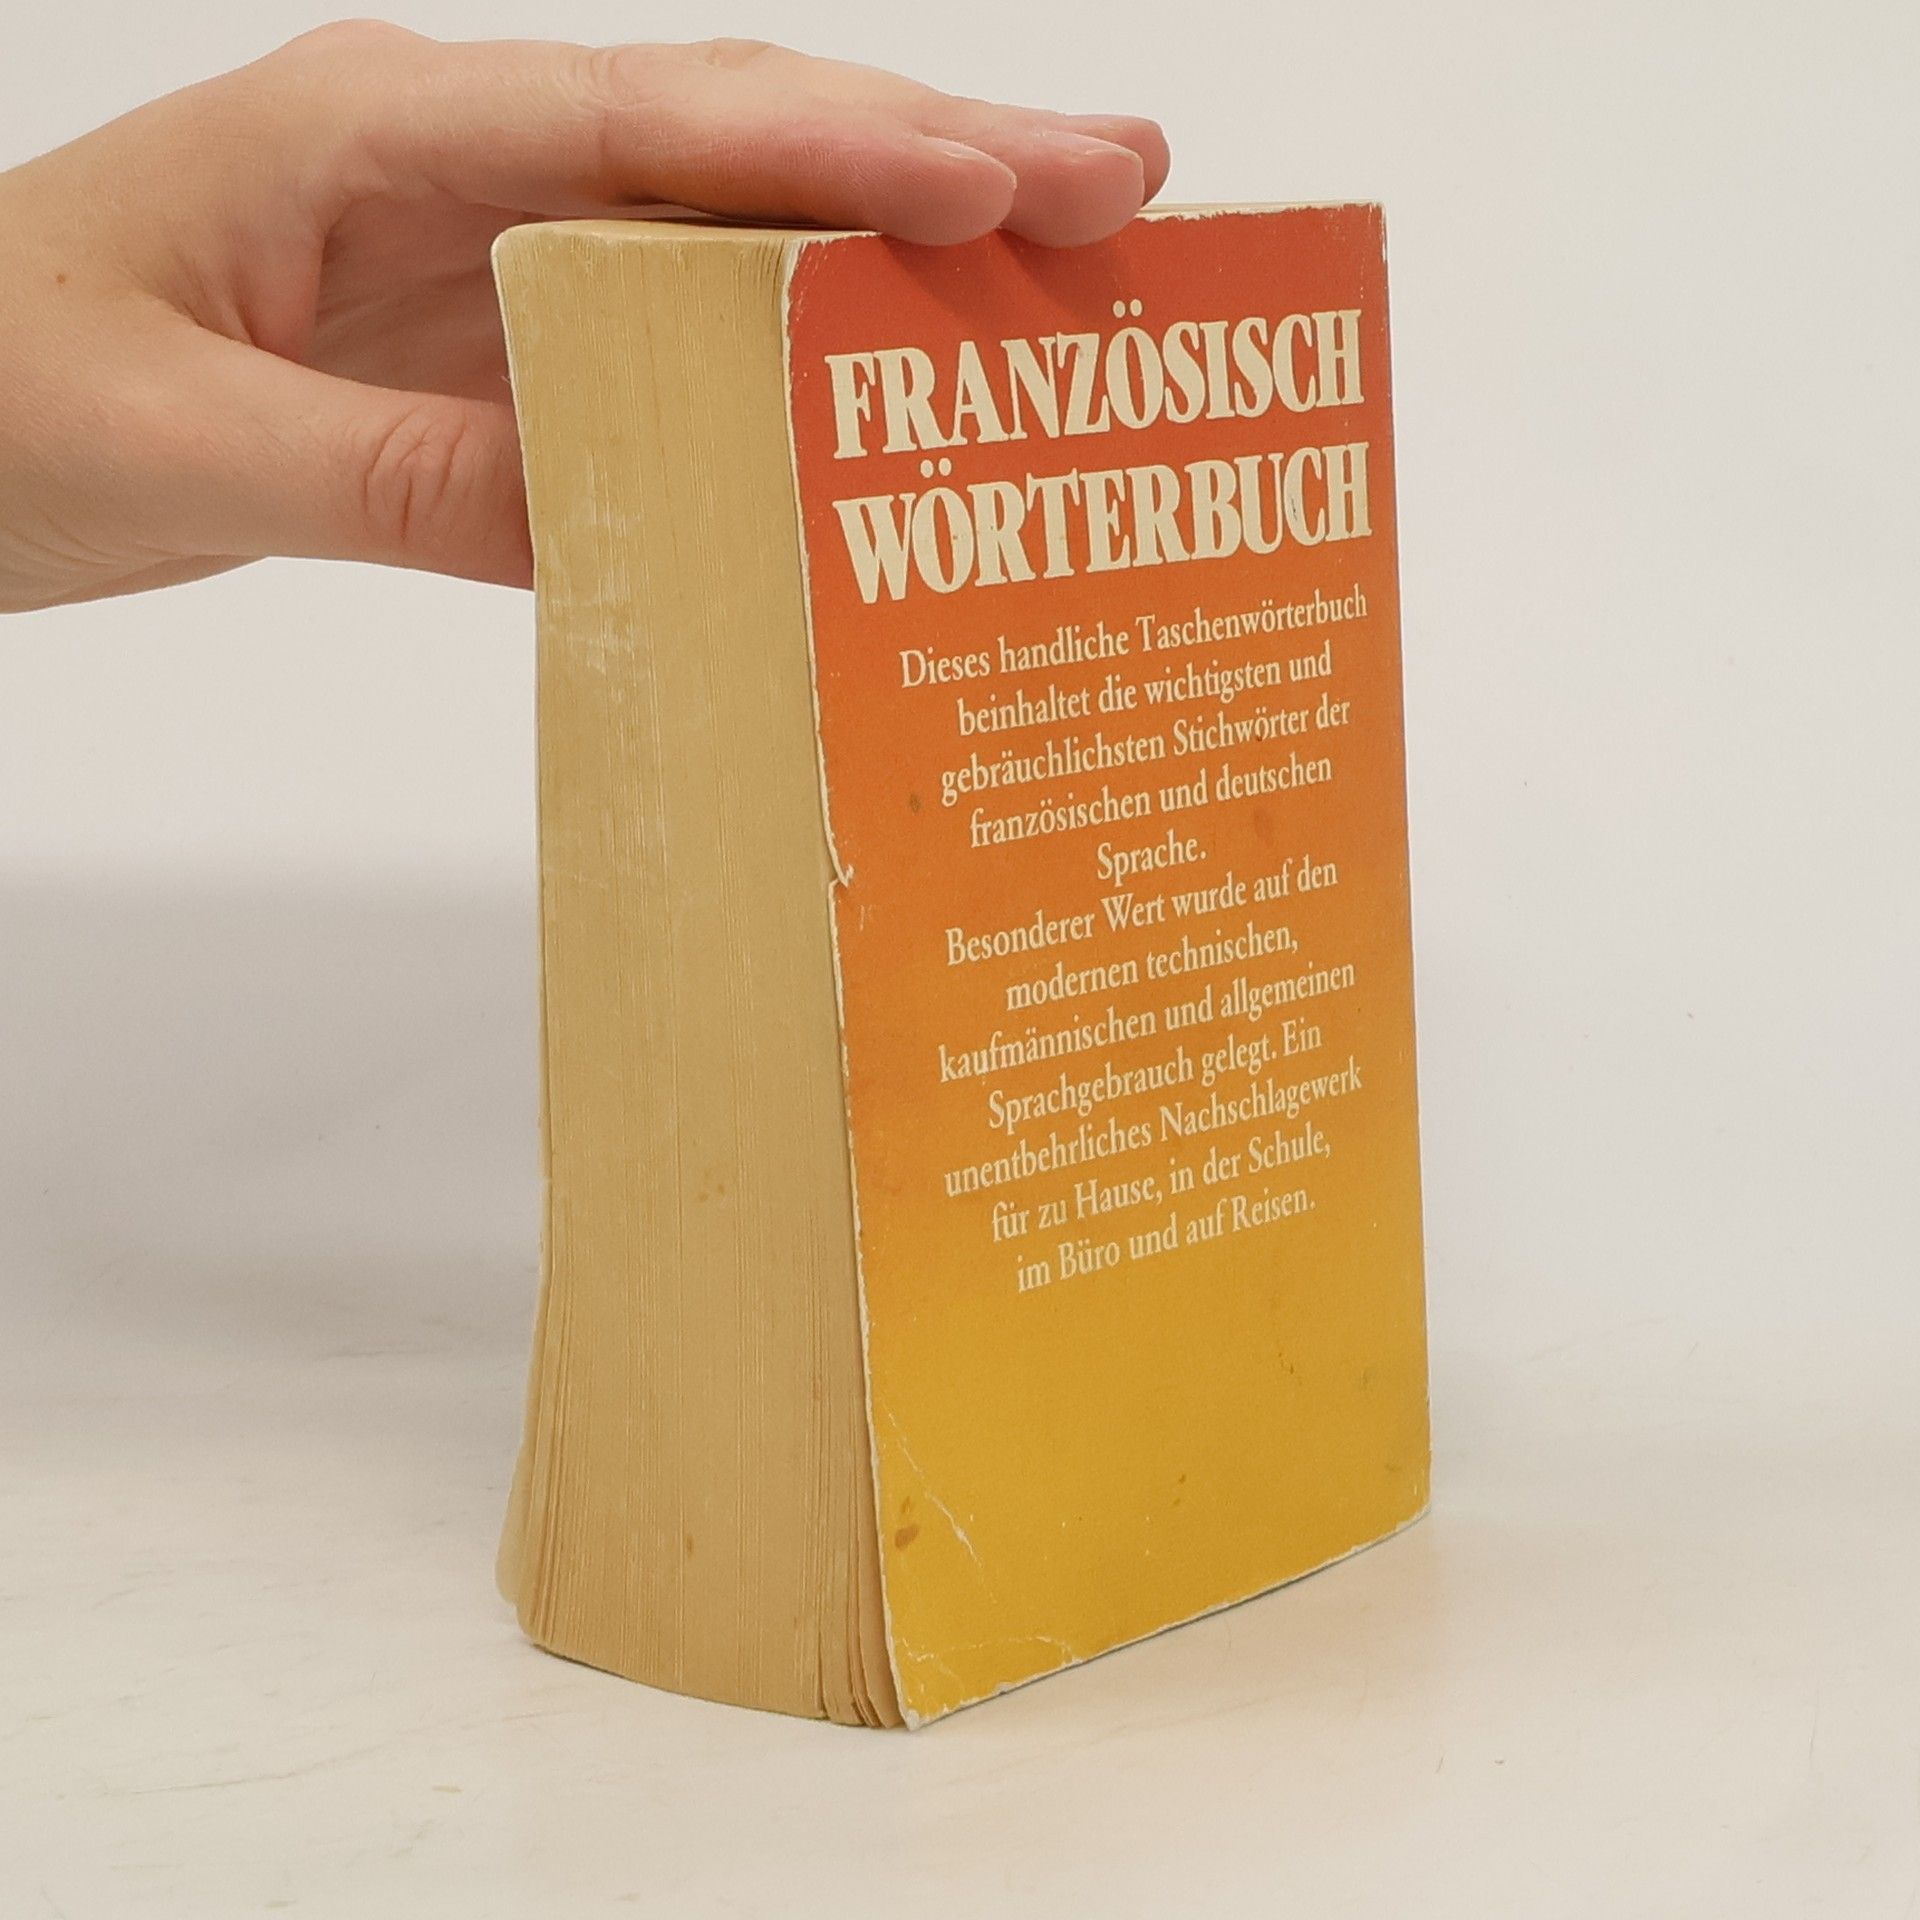 FRANZÖSISCH
WÖRTERBUCH
Dieses handliche Taschenwörterbuch
beinhaltet die wichtigsten und
gebräuchlichsten Stichwörter der
französischen und deutschen
Sprache.
Besonderer Wert wurde auf den
modernen technischen,
kaufmännischen und allgemeinen
Sprachgebrauch gelegt. Ein
unentbehrliches Nachschlagewerk
für zu Hause, in der Schule,
im Büro und auf Reisen.